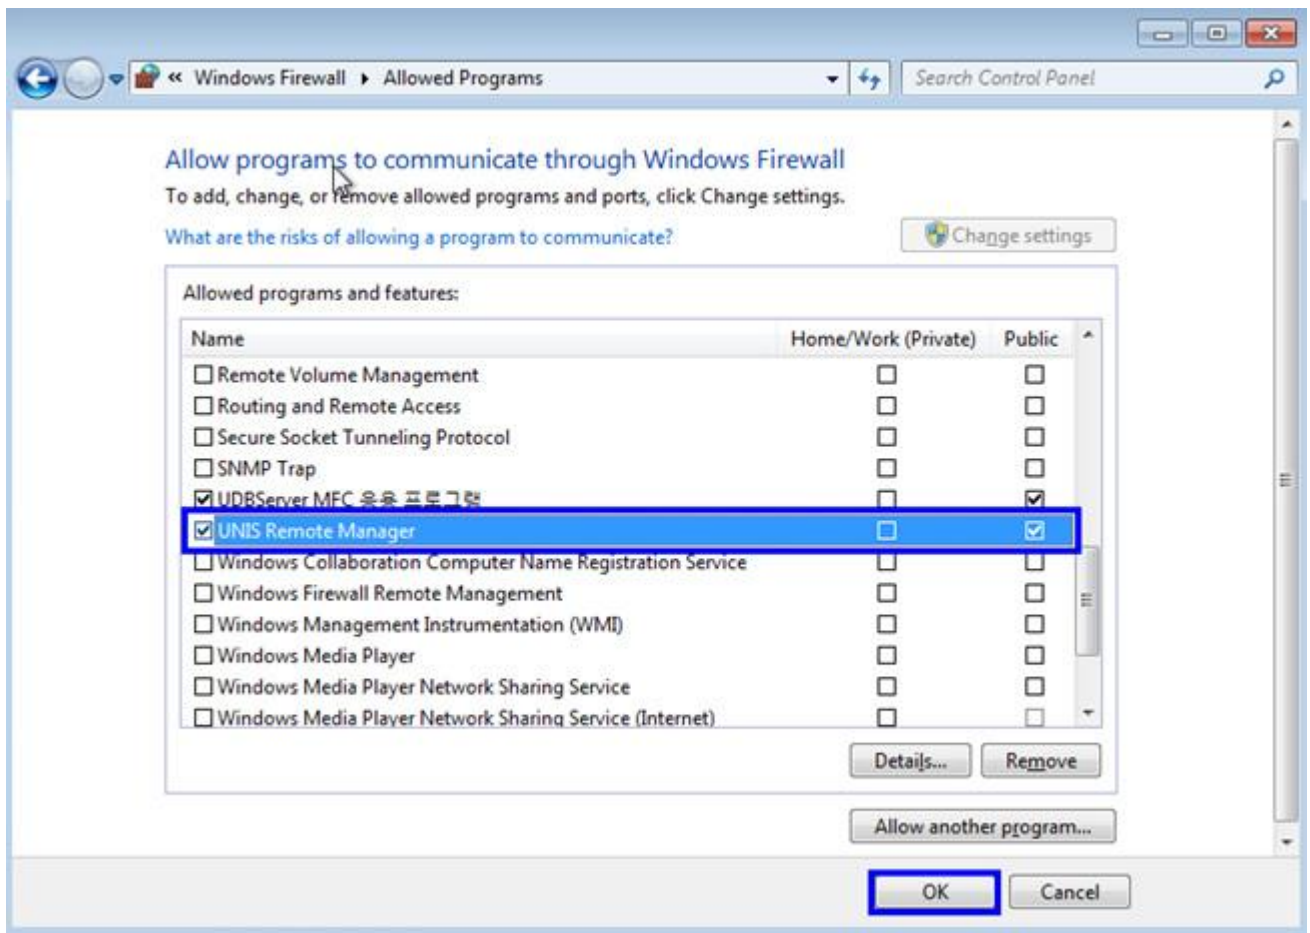 « Windows Firewall ▸ Allowed Programs
Search Control Panel
Allow programs to communicate through Windows Firewall
To add, change, or remove allowed programs and ports, click Change settings.
What are the risks of allowing a program to communicate?
Change settings
Allowed programs and features:
Name Home/Work (Private) Public
Remote Volume Management
Routing and Remote Access
Secure Socket Tunneling Protocol
SNMP Trap
UDBServer MFC 응용 프로그램
UNIS Remote Manager
Windows Collaboration Computer Name Registration Service
Windows Firewall Remote Management
Windows Management Instrumentation (WMI)
Windows Media Player
Windows Media Player Network Sharing Service
Windows Media Player Network Sharing Service (Internet)
Details... Remove
Allow another program...
OK Cancel